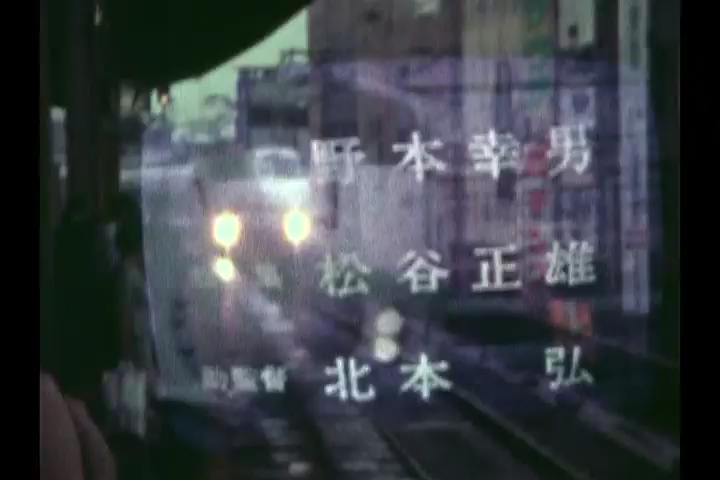 野本幸男
松谷正雄
助監督 北本 弘